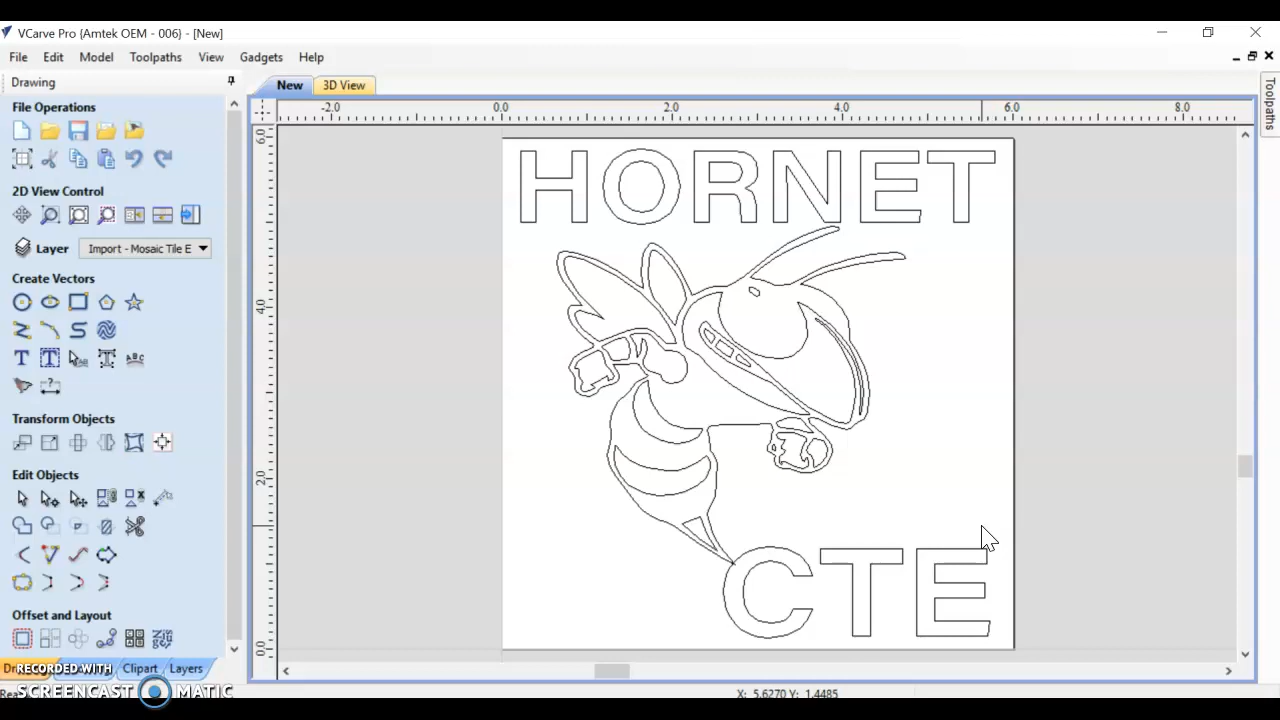 VCarve Pro {Amtek OEM - 006} - [New]
File Edit Model Toolpaths View Gadgets Help
Drawing
New 3D View
Toolpaths
File Operations
-2.0 0.0 2.0 4.0 6.0 8.0
6.0
4.0
2.0
0.0
2D View Control
Layer Import - Mosaic Tile E
Create Vectors
Transform Objects
Edit Objects
Offset and Layout
HORNET
CTE
Clipart Layers
RECORDED WITH
SCREENCAST MATIC
X: 5.6270 Y: 1.4485